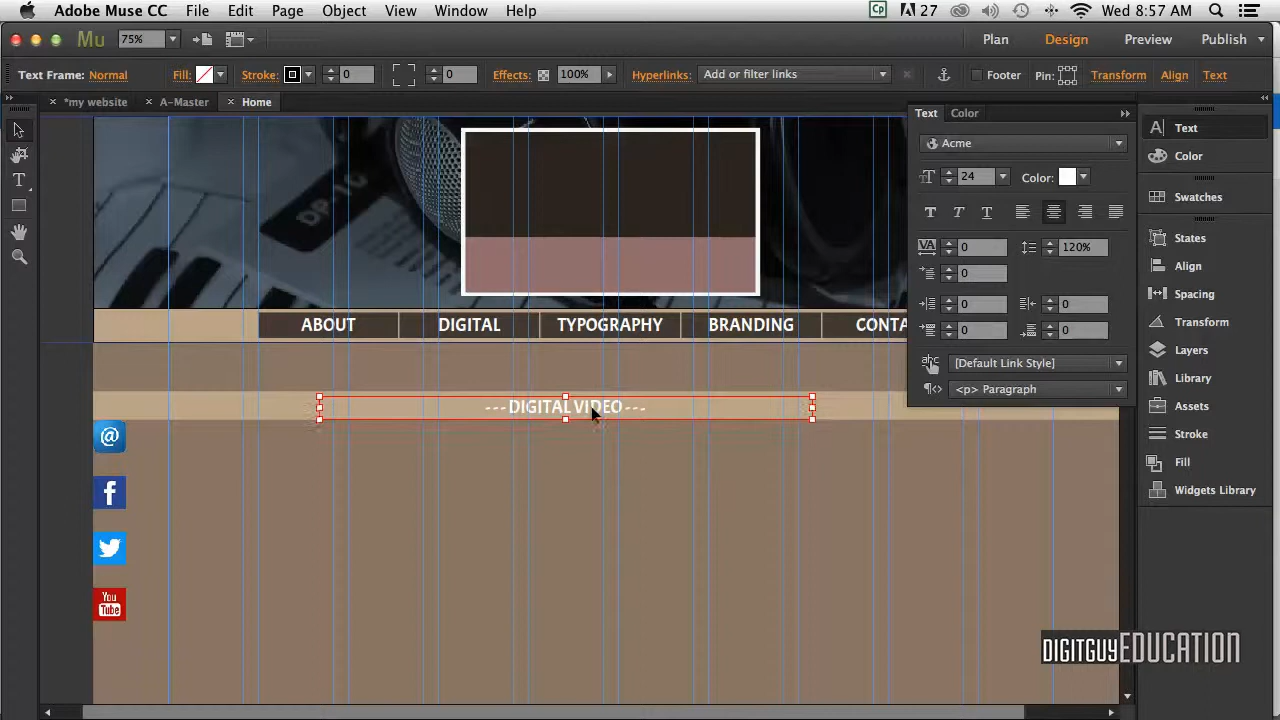 Adobe Muse CC File Edit Page Object View Window Help 27 Wed 8:57 AM
Mu 75% Plan Design Preview Publish
Text Frame: Normal Fill: Stroke: 0 0 Effects: 100% Hyperlinks: Add or filter links Footer Pin: Transform Align Text
*my website A-Master Home
Text Color
Acme
24 Color:
T T T
0 120%
0
0 0
0 0
[Default Link Style]
<p> Paragraph
Text
Color
Swatches
States
Align
Spacing
Transform
Layers
Library
Assets
Stroke
Fill
Widgets Library
DP-1C
ABOUT DIGITAL TYPOGRAPHY BRANDING CONTA
---DIGITAL VIDEO---
@
f
You
Tube
DIGITGUYEDUCATION